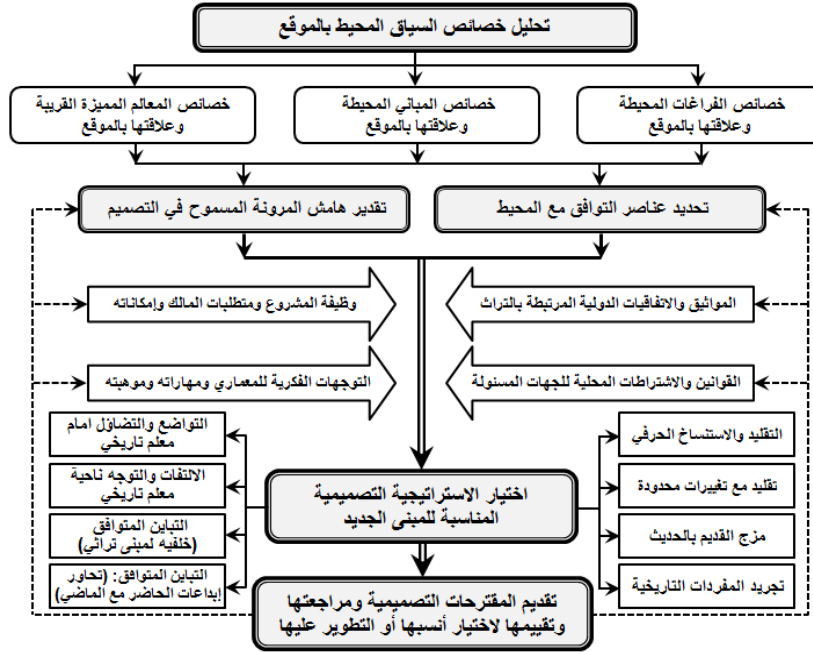 تحليل خصائص السياق المحيط بالموقع
خصائص الفراغات المحيطة
وعلاقتها بالموقع
خصائص المباني المحيطة
وعلاقتها بالموقع
خصائص المعالم المميزة القريبة
وعلاقتها بالموقع
تحديد عناصر التوافق مع المحيط
تقدير هامش المرونة المسموح في التصميم
المواثيق والاتفاقيات الدولية المرتبطة بالتراث
وظيفة المشروع ومتطلبات المالك وإمكاناته
القوانين والاشتراطات المحلية للجهات المسئولة
التوجهات الفكرية للمعماري ومهاراته وموهبته
التقليد والاستنساخ الحرفي
تقليد مع تغييرات محدودة
مزج القديم بالحديث
تجريد المفردات التاريخية
اختيار الاستراتيجية التصميمية
المناسبة للمبنى الجديد
التواضع والتضاؤل امام
معلم تاريخي
الالتفات والتوجه ناحية
معلم تاريخي
التباين المتوافق
(خلفيه لمبنى تراثي)
التباين المتوافق: (تحاور
إبداعات الحاضر مع الماضي)
تقديم المقترحات التصميمية ومراجعتها
وتقييمها لاختيار أنسبها أو التطوير عليها